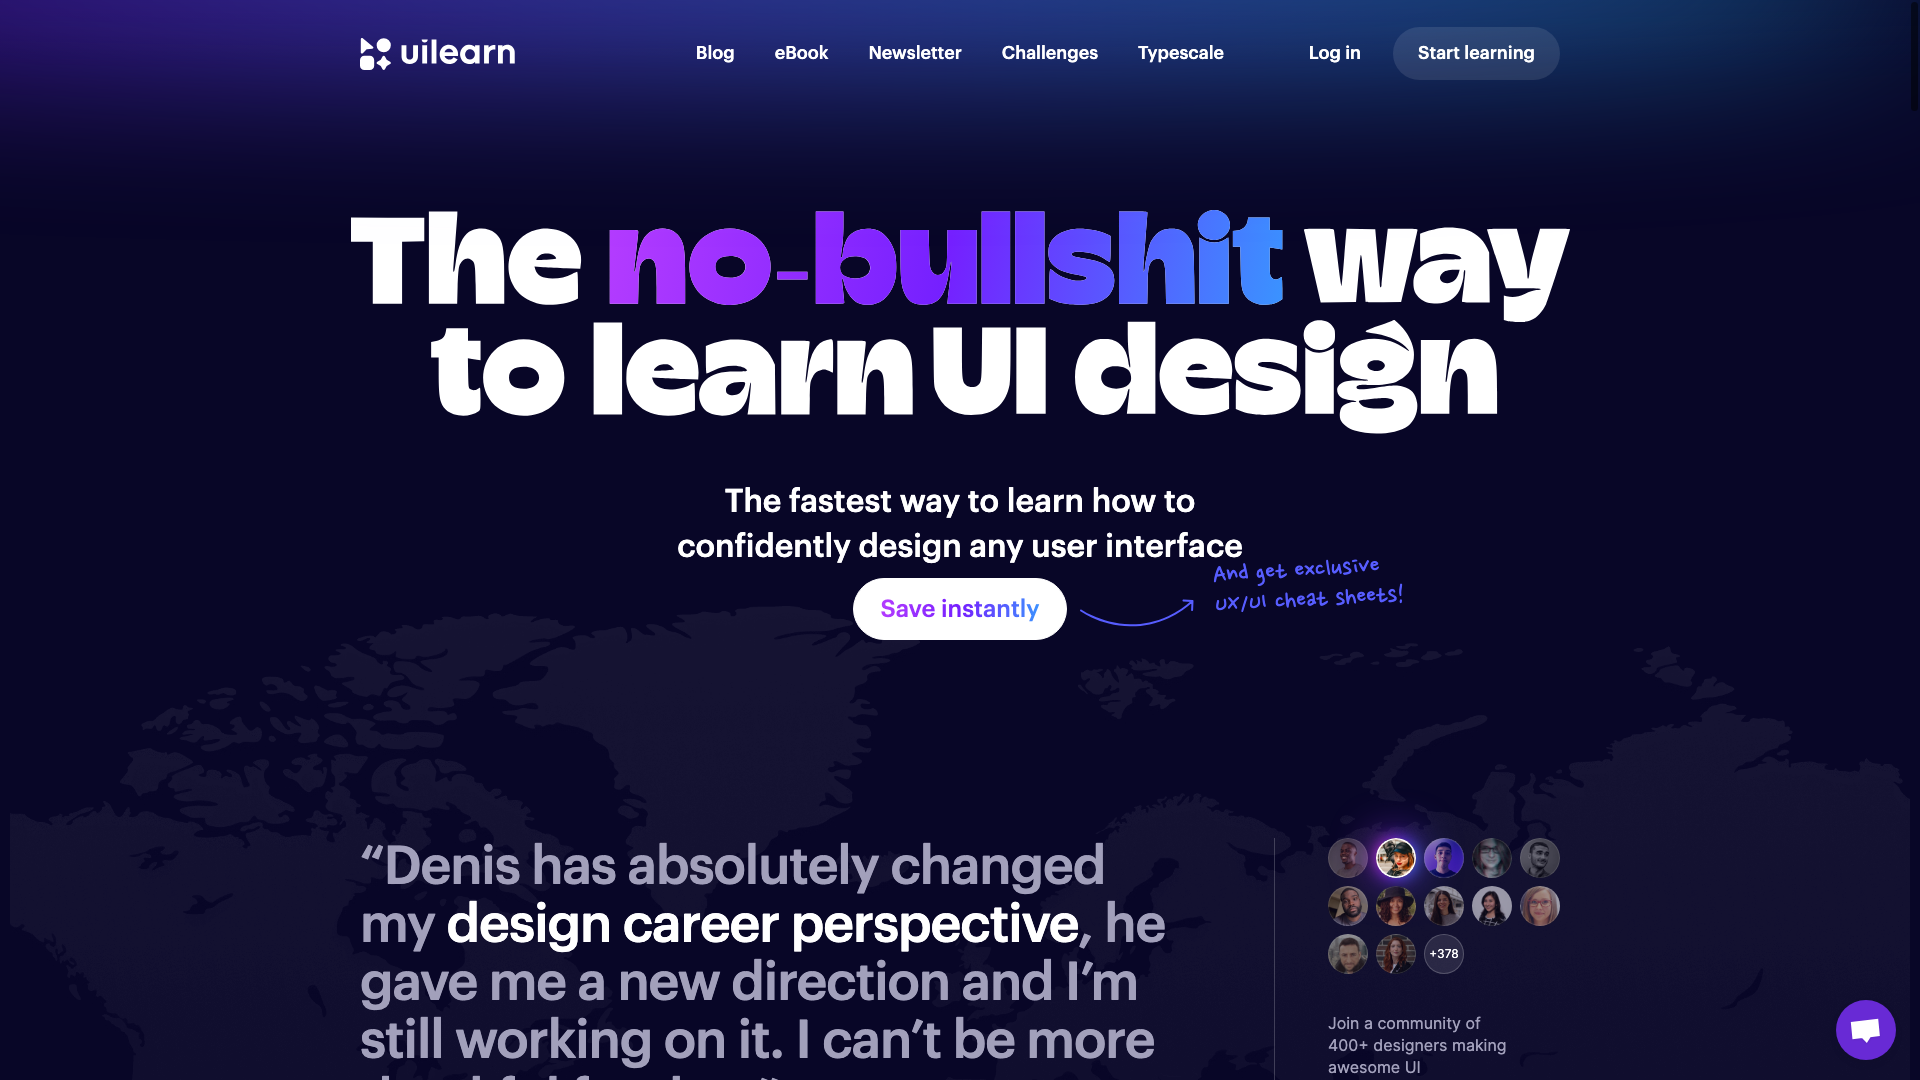 uilearn
Blog
eBook
Newsletter
Challenges
Typescale
Log in
Start learning
The no-bullshit way
to learn UI design
The fastest way to learn how to
confidently design any user interface
And get exclusive
UX/UI cheat sheets!
Save instantly
“Denis has absolutely changed
my design career perspective, he
gave me a new direction and I’m
still working on it. I can’t be more
+378
Join a community of
400+ designers making
awesome UI